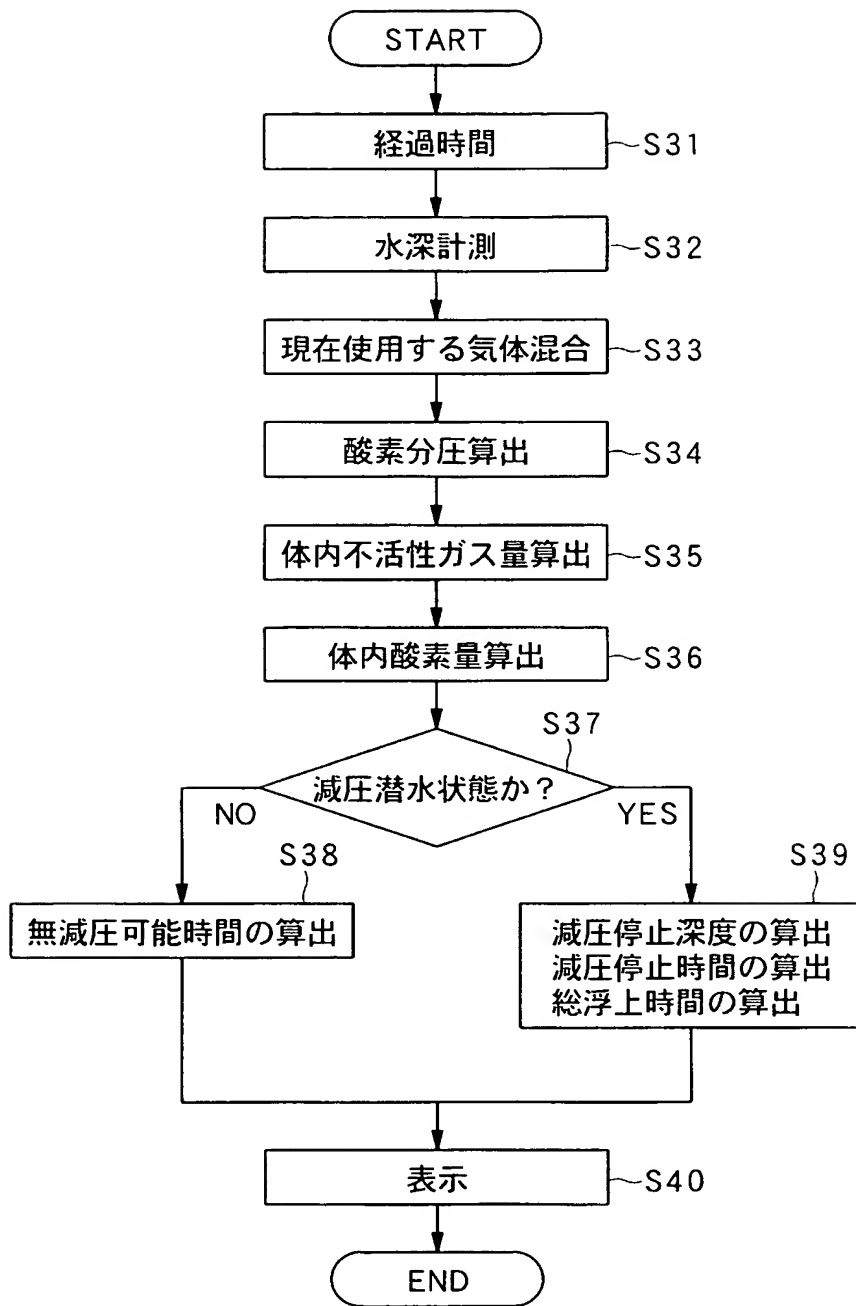 START
経過時間
S31
水深計測
S32
現在使用する気体混合
S33
酸素分圧算出
S34
体内不活性ガス量算出
S35
体内酸素量算出
S36
S37
減圧潜水状態か?
NO
YES
S38
無減圧可能時間の算出
S39
減圧停止深度の算出
減圧停止時間の算出
総浮上時間の算出
表示
S40
END